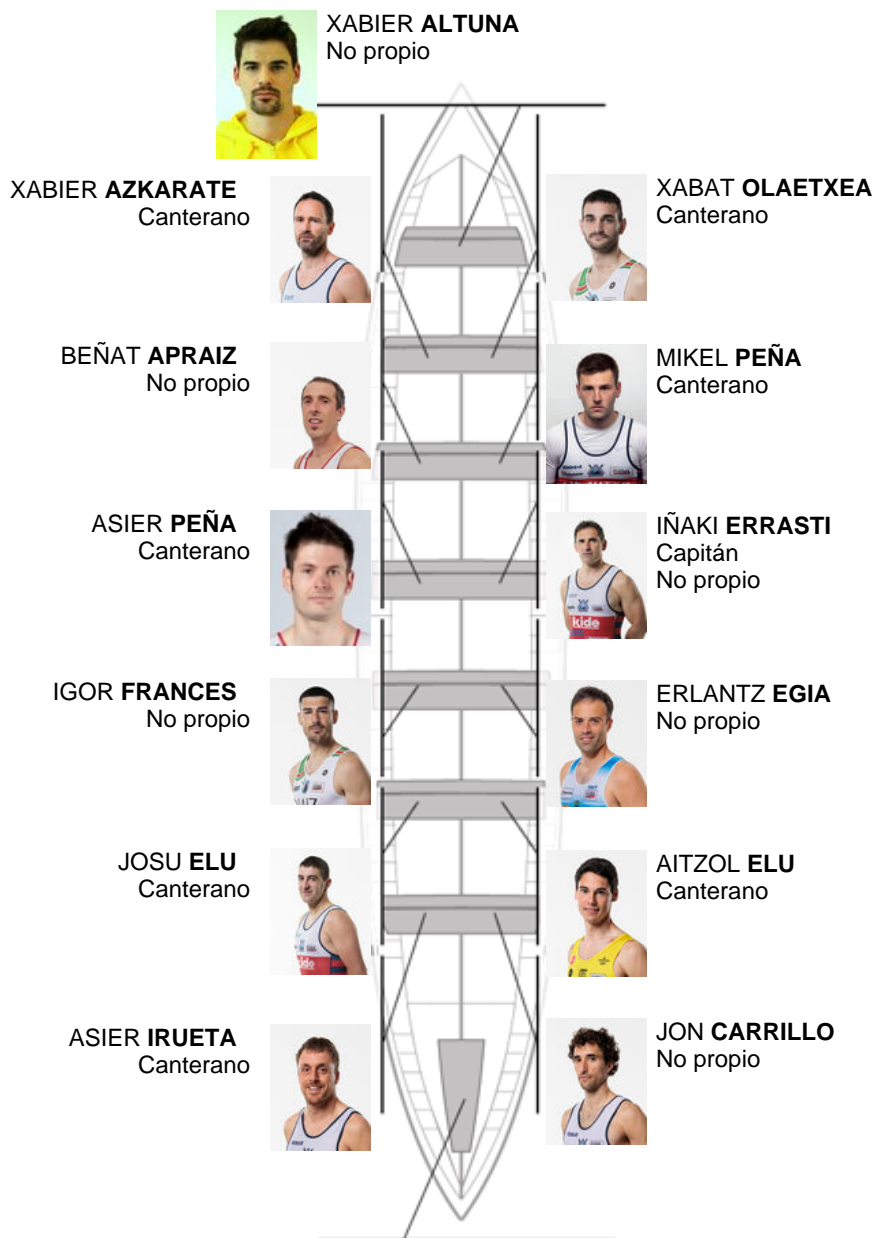 XABIER ALTUNA
No propio
XABIER AZKARATE
Canterano
XABAT OLAETXEA
Canterano
BEÑAT APRAIZ
No propio
MIKEL PEÑA
Canterano
ASIER PEÑA
Canterano
IÑAKI ERRASTI
Capitán
No propio
kide
IGOR FRANCES
No propio
ERLANTZ EGIA
No propio
JOSU ELU
Canterano
kide
AITZOL ELU
Canterano
ASIER IRUETA
Canterano
JON CARRILLO
No propio